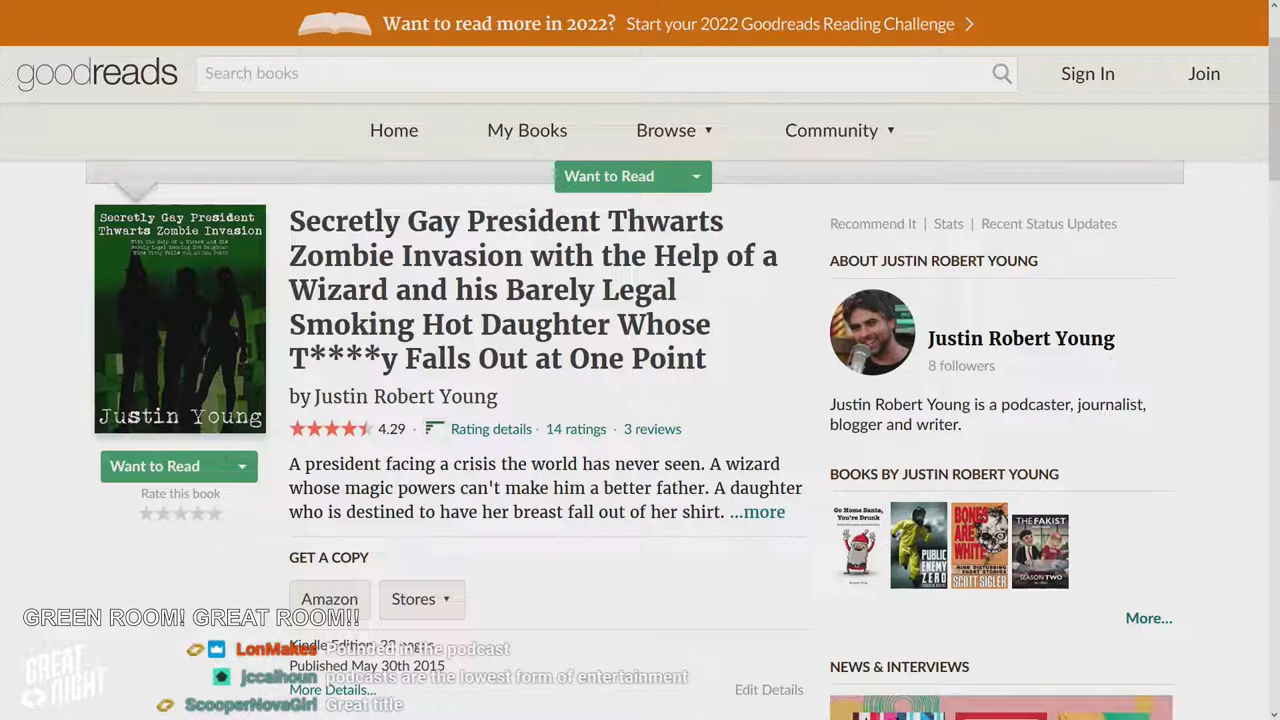 Want to read more in 2022? Start your 2022 Goodreads Reading Challenge
goodreads
Search books
Sign In
Join
Home
My Books
Browse ▼
Community ▼
Want to Read
Secretly Gay President
Thwarts Zombie Invasion
Justin Young
Want to Read
Rate this book
Secretly Gay President Thwarts
Zombie Invasion with the Help of a
Wizard and his Barely Legal
Smoking Hot Daughter Whose
T****y Falls Out at One Point
by Justin Robert Young
4.29 · Rating details · 14 ratings · 3 reviews
A president facing a crisis the world has never seen. A wizard
whose magic powers can't make him a better father. A daughter
who is destined to have her breast fall out of her shirt. ...more
GET A COPY
Amazon
Stores ▼
Kindle Edition
Published May 30th 2015
More Details...
Edit Details
Recommend It | Stats | Recent Status Updates
ABOUT JUSTIN ROBERT YOUNG
Justin Robert Young
8 followers
Justin Robert Young is a podcaster, journalist,
blogger and writer.
BOOKS BY JUSTIN ROBERT YOUNG
Go Home Santa,
You're Drunk
PUBLIC
ENEMY
ZERO
BONES
ARE
WHITE
SCOTT SIGLER
THE FAKIST
SEASON TWO
More...
NEWS & INTERVIEWS
GREEN ROOM! GREAT ROOM!!
GREAT
NIGHT
LonMakes Pounded in the podcast
jccalhoun podcasts are the lowest form of entertainment
ScooperNovaGirl Great title